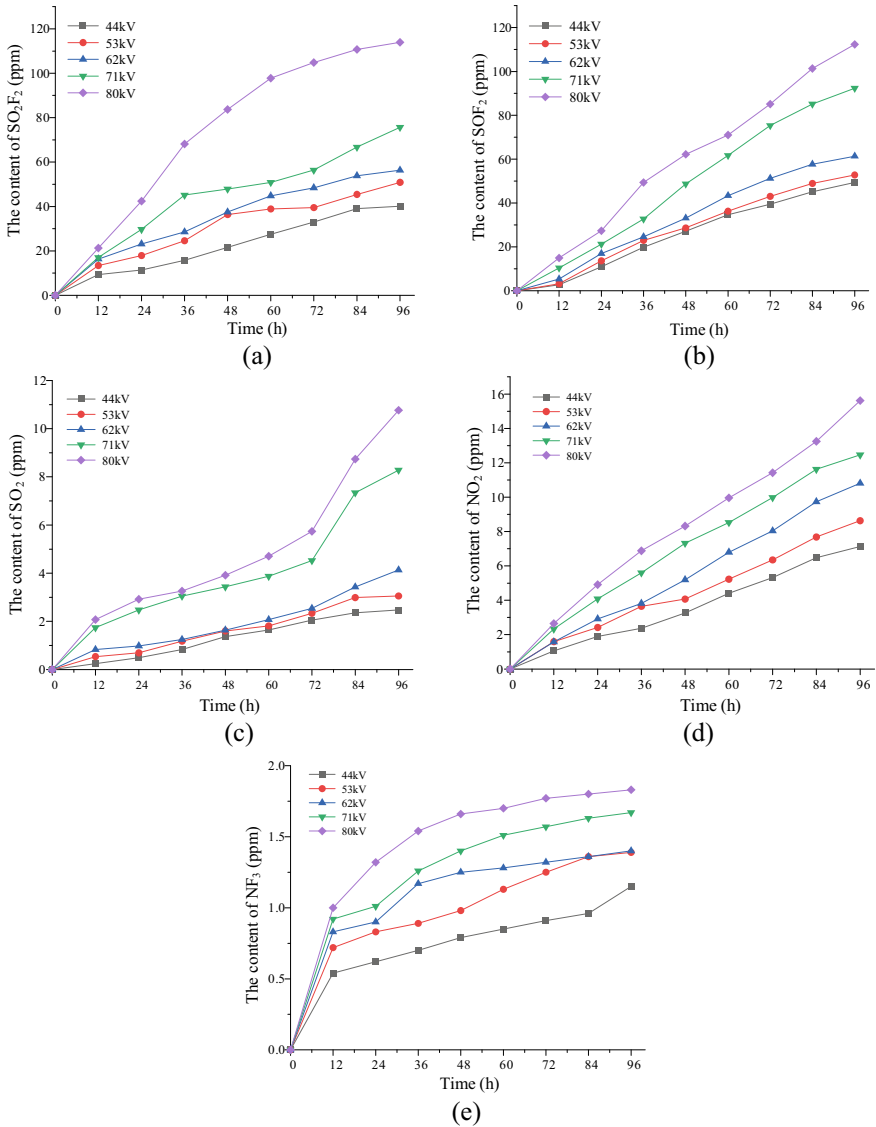 The content of SO₂F₂ (ppm)
120
100
80
60
40
20
0
44kV
53kV
62kV
71kV
80kV
0 12 24 36 48 60 72 84 96
Time (h)
(a)
The content of SOF₂ (ppm)
120
100
80
60
40
20
0
44kV
53kV
62kV
71kV
80kV
0 12 24 36 48 60 72 84 96
Time (h)
(b)
The content of SO₂ (ppm)
12
10
8
6
4
2
0
44kV
53kV
62kV
71kV
80kV
0 12 24 36 48 60 72 84 96
Time (h)
(c)
The content of NO₂ (ppm)
16
14
12
10
8
6
4
2
0
44kV
53kV
62kV
71kV
80kV
0 12 24 36 48 60 72 84 96
Time (h)
(d)
The content of NF₃ (ppm)
2.0
1.5
1.0
0.5
0.0
44kV
53kV
62kV
71kV
80kV
0 12 24 36 48 60 72 84 96
Time (h)
(e)